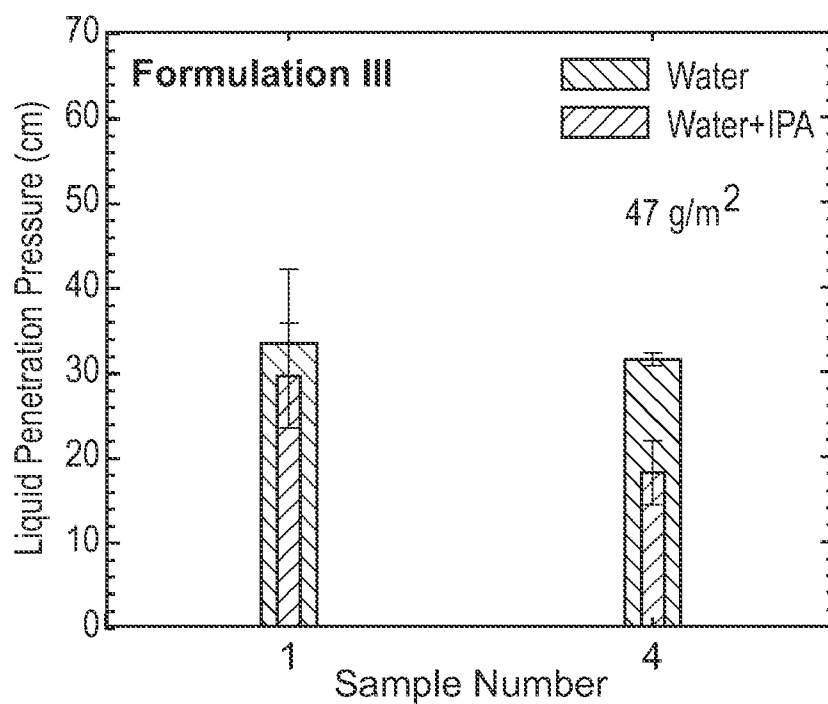 70
60
50
40
30
20
10
0
Liquid Penetration Pressure (cm)
Formulation III
Water
Water+IPA
47 g/m²
1
4
Sample Number